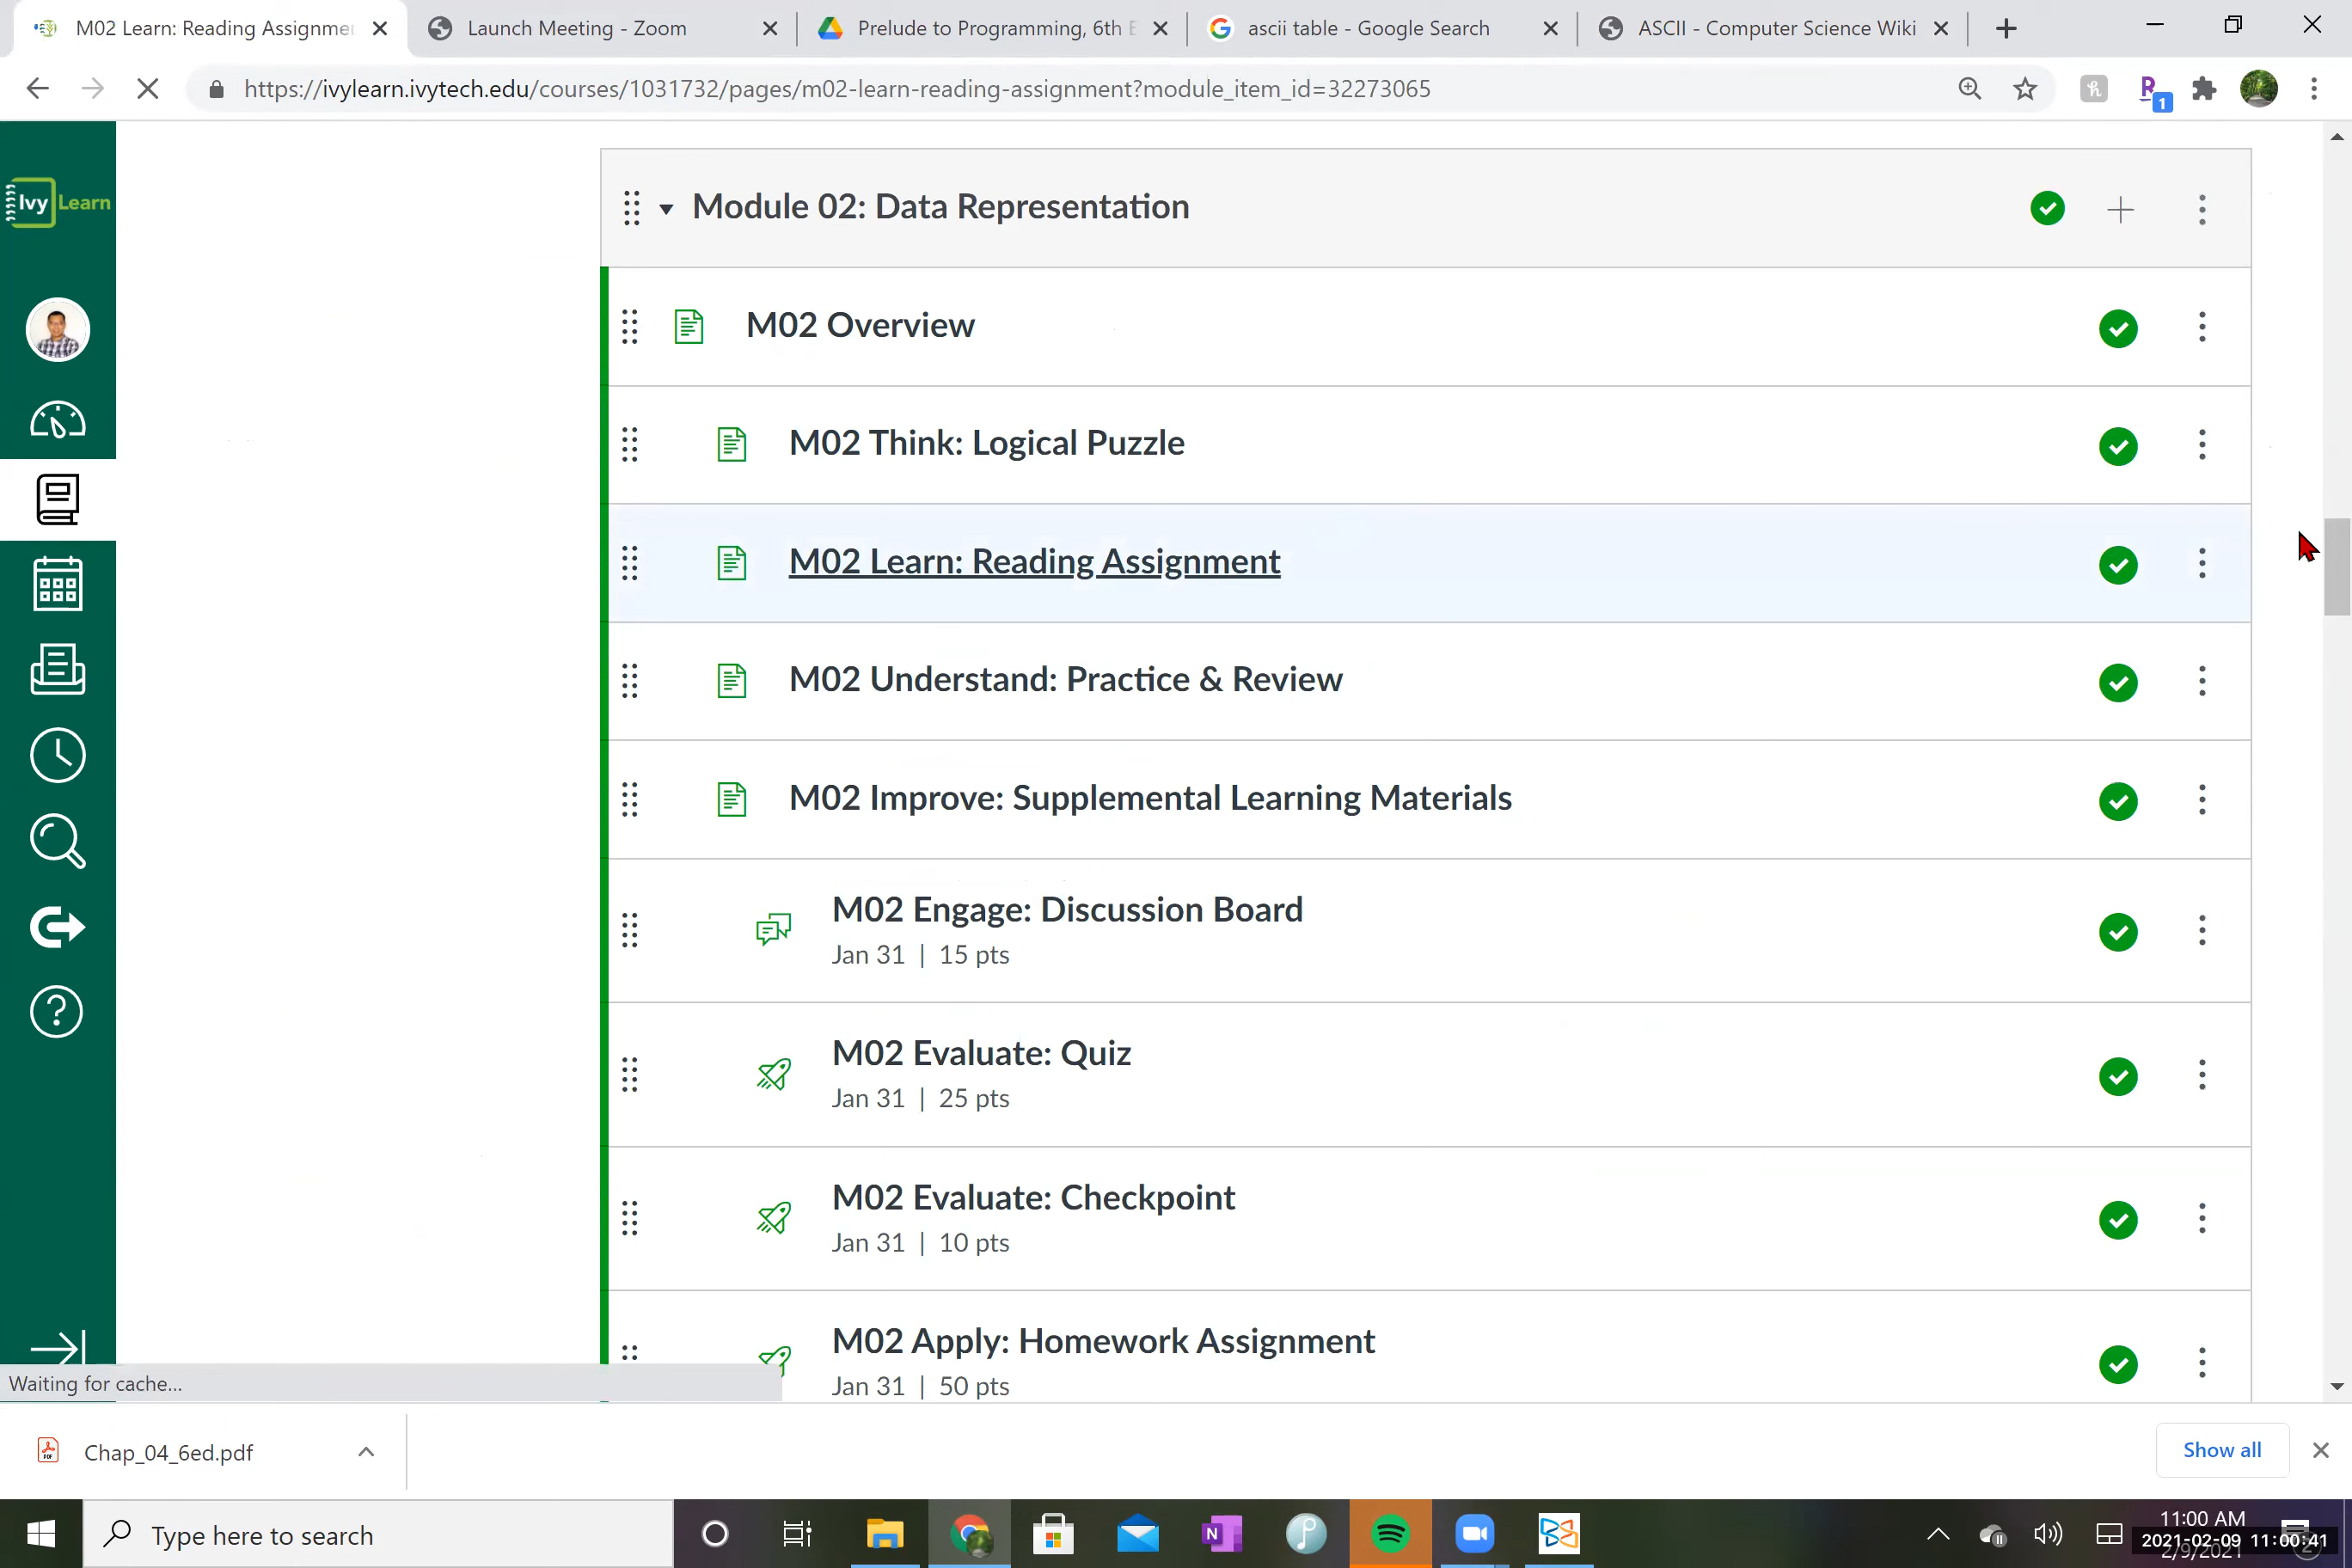 M02 Learn: Reading Assignme
Launch Meeting - Zoom
Prelude to Programming, 6th E
ascii table - Google Search
ASCII - Computer Science Wiki
https://ivylearn.ivytech.edu/courses/1031732/pages/m02-learn-reading-assignment?module_item_id=32273065
1
Ivy Learn
Module 02: Data Representation
M02 Overview
M02 Think: Logical Puzzle
M02 Learn: Reading Assignment
M02 Understand: Practice & Review
M02 Improve: Supplemental Learning Materials
M02 Engage: Discussion Board
Jan 31 | 15 pts
M02 Evaluate: Quiz
Jan 31 | 25 pts
M02 Evaluate: Checkpoint
Jan 31 | 10 pts
M02 Apply: Homework Assignment
Jan 31 | 50 pts
Waiting for cache...
Chap_04_6ed.pdf
Show all
Type here to search
11:00 AM
2021-02-09 11:00:41
2/9/2021